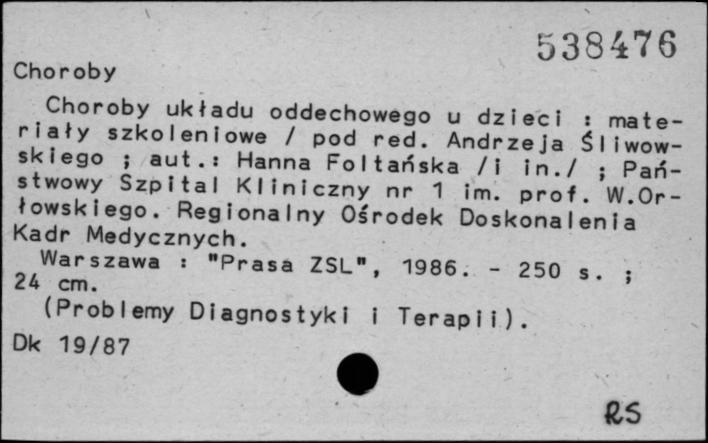 538476
Choroby
Choroby układu oddechowego u dzieci : mate-
riały szkoleniowe / pod red. Andrzeja Śliwow-
skiego ; aut.: Hanna Foltańska /i in./ ; Pań-
stwowy Szpital Kliniczny nr 1 im. prof. W.Or-
łowskiego. Regionalny Ośrodek Doskonalenia
Kadr Medycznych.
Warszawa : "Prasa ZSL", 1986. - 250 s. ;
24 cm.
(Problemy Diagnostyki i Terapii).
Dk 19/87
RS